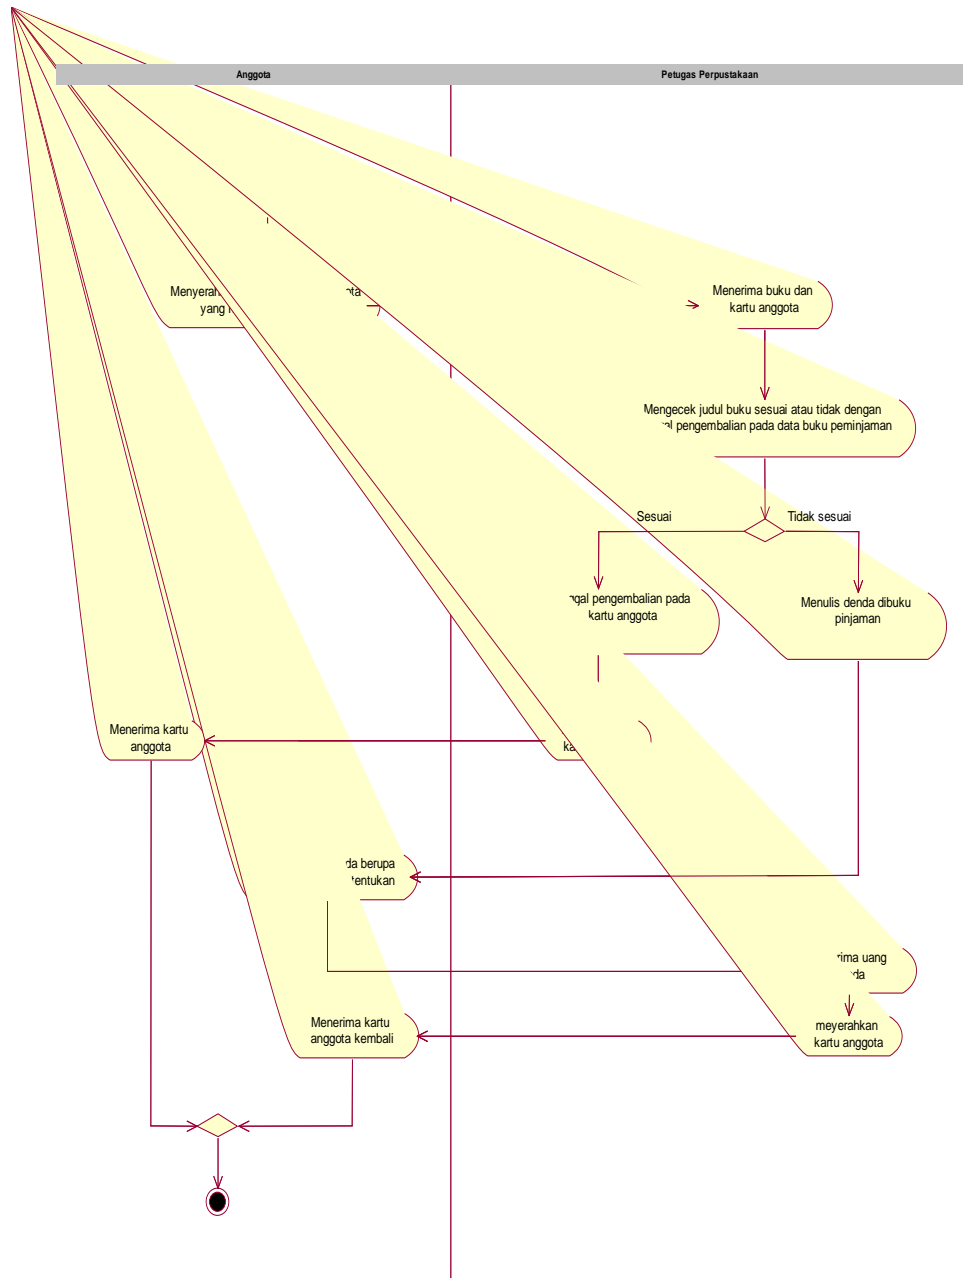 Anggota
Petugas Perpustakaan
yang
Menerima buku dan
kartu anggota
Mengecek judul buku sesuai atau tidak dengan
pengembalian pada data buku peminjaman
Sesuai
Tidak sesuai
pengembalian pada
kartu anggota
Menulis denda dibuku
pinjaman
Menerima kartu
anggota
berupa
uang
Menerima kartu
anggota kembali
meyerahkan
kartu anggota